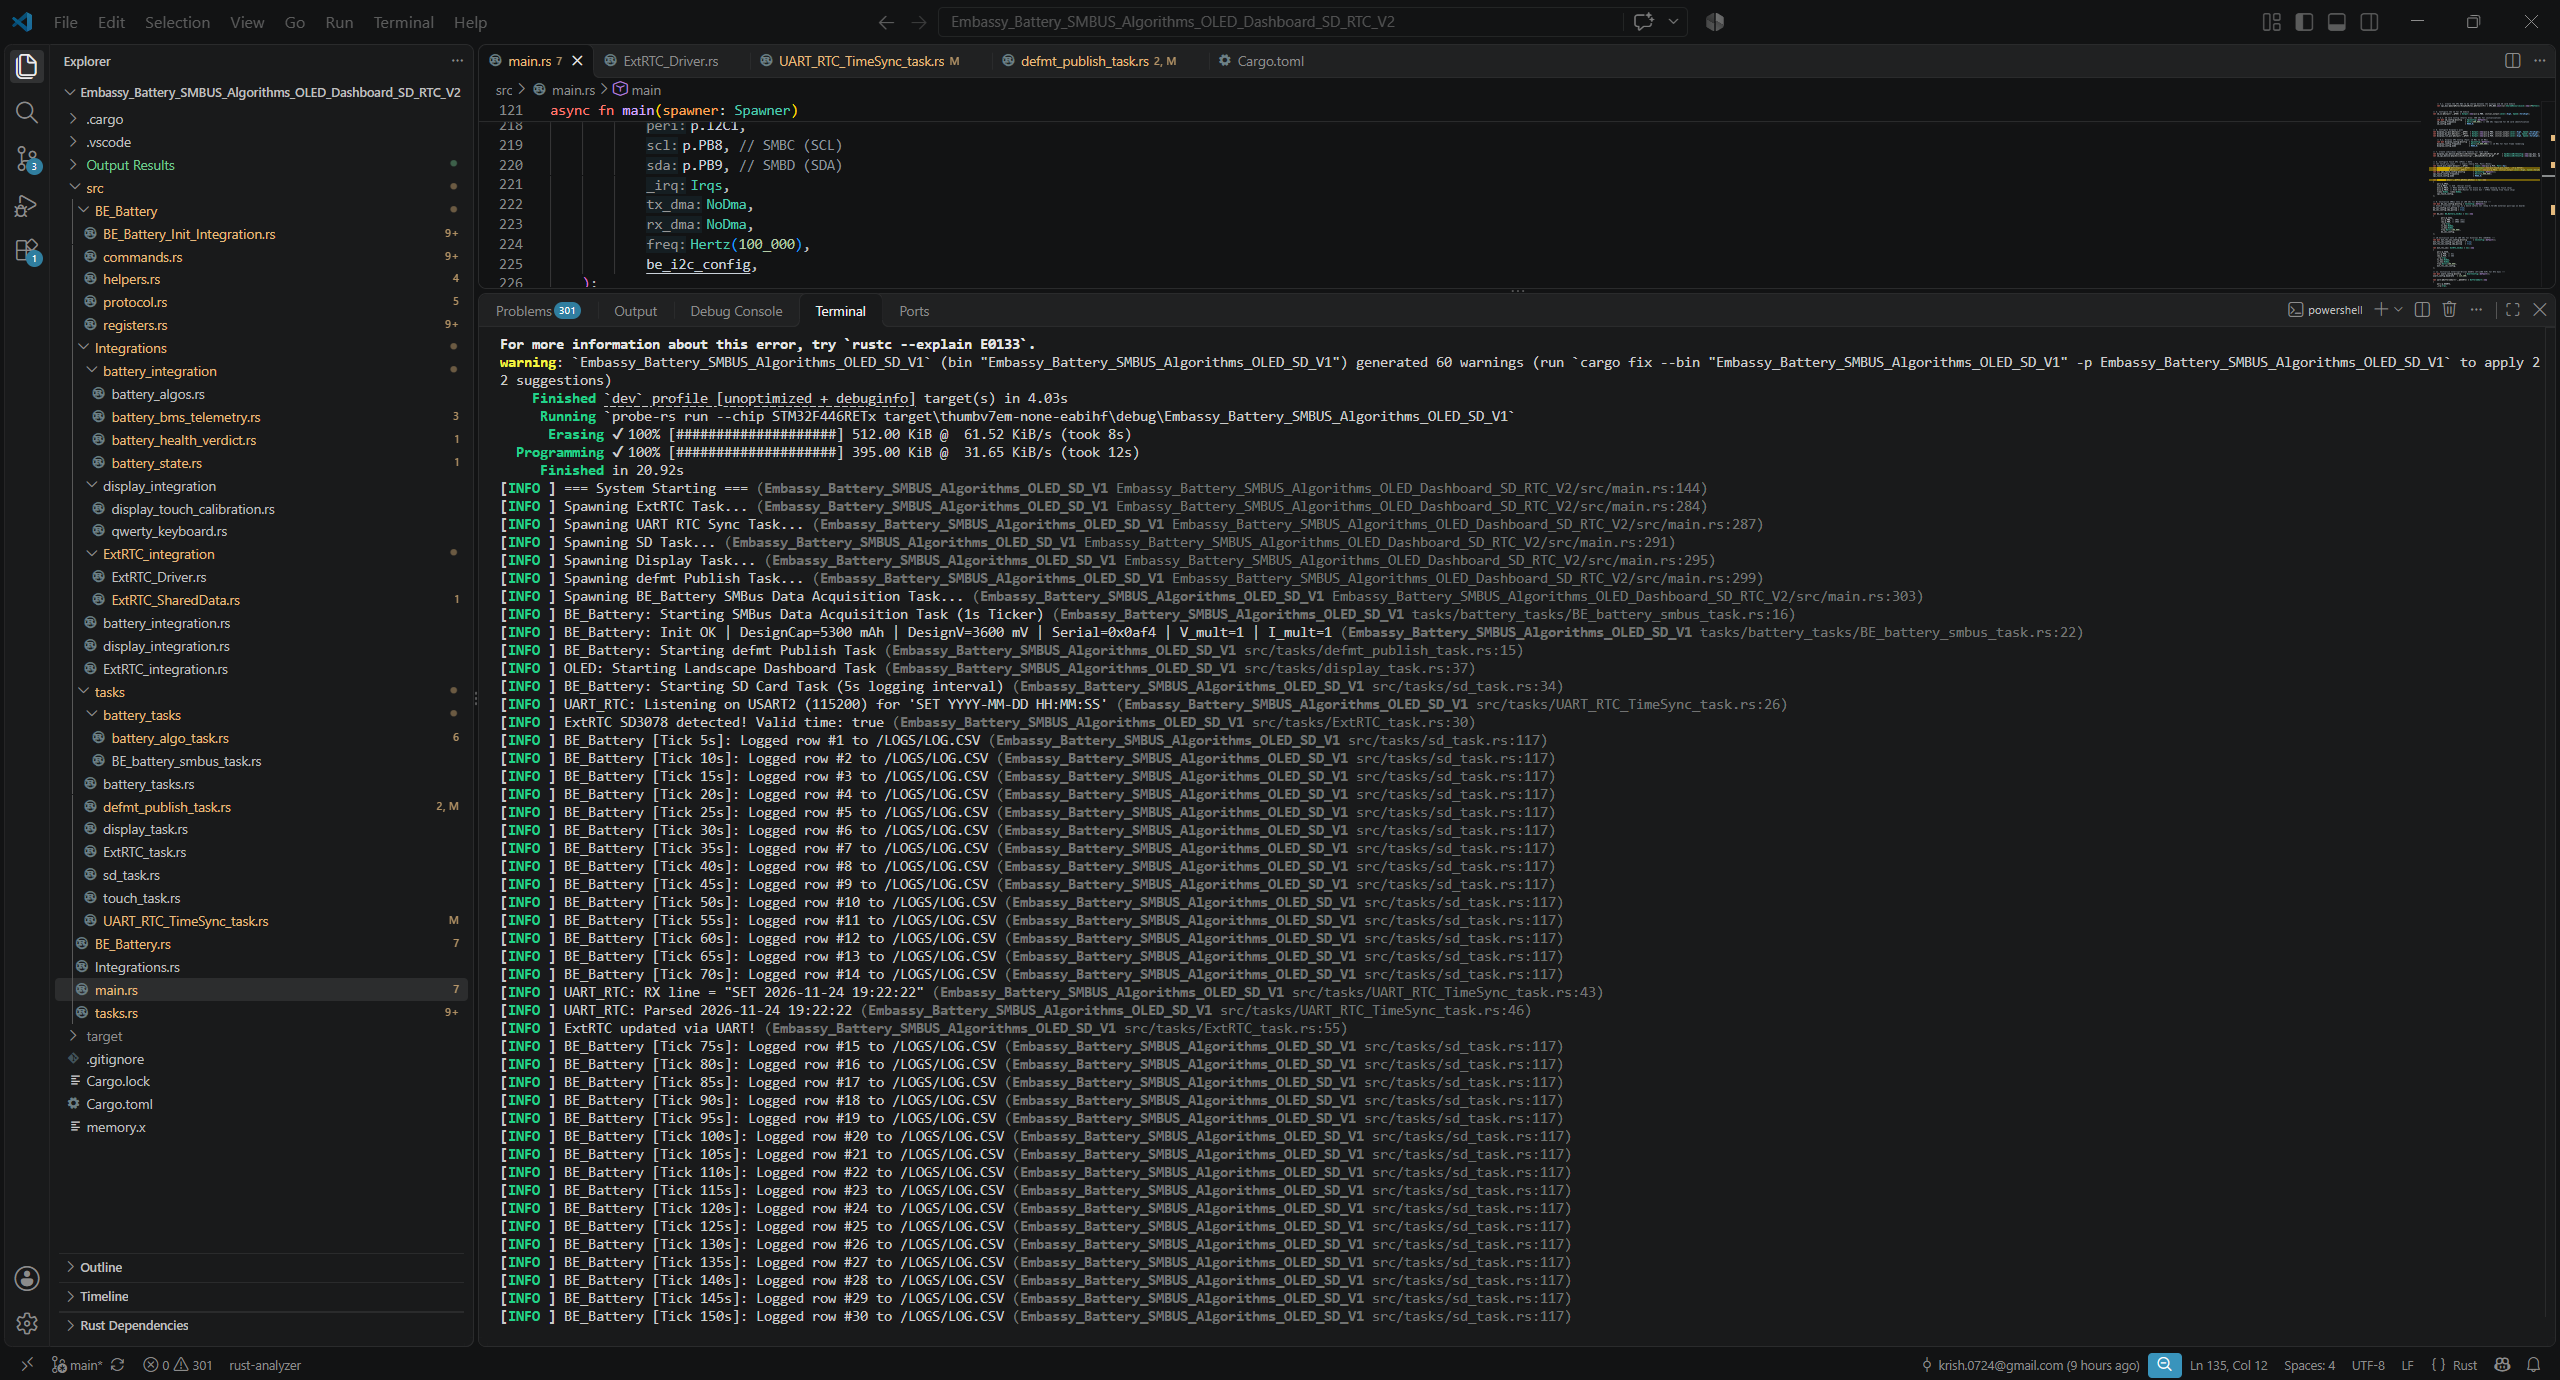 File Edit Selection View Go Run Terminal Help
Embassy_Battery_SMBUS_Algorithms_OLED_Dashboard_SD_RTC_V2
Explorer
Embassy_Battery_SMBUS_Algorithms_OLED_Dashboard_SD_RTC_V2
.cargo
.vscode
Output Results
src
BE_Battery
BE_Battery_Init_Integration.rs 9+
commands.rs 9+
helpers.rs 4
protocol.rs 5
registers.rs 9+
Integrations
battery_integration
battery_algos.rs
battery_bms_telemetry.rs 3
battery_health_verdict.rs 1
battery_state.rs 1
display_integration
display_touch_calibration.rs
qwerty_keyboard.rs
ExtRTC_integration
ExtRTC_Driver.rs
ExtRTC_SharedData.rs 1
battery_integration.rs
display_integration.rs
ExtRTC_integration.rs
tasks
battery_tasks
battery_algo_task.rs 6
BE_battery_smbus_task.rs
battery_tasks.rs
defmt_publish_task.rs 2, M
display_task.rs
ExtRTC_task.rs
sd_task.rs
touch_task.rs
UART_RTC_TimeSync_task.rs M
BE_Battery.rs 7
Integrations.rs
main.rs 7
tasks.rs 9+
target
.gitignore
Cargo.lock
Cargo.toml
memory.x
Outline
Timeline
Rust Dependencies
3
1
main.rs 7 ExtRTC_Driver.rs UART_RTC_TimeSync_task.rs M defmt_publish_task.rs 2, M Cargo.toml
src > main.rs > main
121 async fn main(spawner: Spawner)
218 peri: p.I2C1,
219 scl: p.PB8, // SMBC (SCL)
220 sda: p.PB9, // SMBD (SDA)
221 _irq: Irqs,
222 tx_dma: NoDma,
223 rx_dma: NoDma,
224 freq: Hertz(100_000),
225 be_i2c_config,
226 );
Problems 301 Output Debug Console Terminal Ports
powershell
For more information about this error, try `rustc --explain E0133`.
warning: `Embassy_Battery_SMBUS_Algorithms_OLED_SD_V1` (bin "Embassy_Battery_SMBUS_Algorithms_OLED_SD_V1") generated 60 warnings (run `cargo fix --bin "Embassy_Battery_SMBUS_Algorithms_OLED_SD_V1" -p Embassy_Battery_SMBUS_Algorithms_OLED_SD_V1` to apply 2
2 suggestions)
Finished `dev` profile [unoptimized + debuginfo] target(s) in 4.03s
Running `probe-rs run --chip STM32F446RETx target\thumbv7em-none-eabihf\debug\Embassy_Battery_SMBUS_Algorithms_OLED_SD_V1`
Erasing ✓ 100% [####################] 512.00 KiB @ 61.52 KiB/s (took 8s)
Programming ✓ 100% [####################] 395.00 KiB @ 31.65 KiB/s (took 12s)
Finished in 20.92s
[INFO ] === System Starting === (Embassy_Battery_SMBUS_Algorithms_OLED_SD_V1 Embassy_Battery_SMBUS_Algorithms_OLED_Dashboard_SD_RTC_V2/src/main.rs:144)
[INFO ] Spawning ExtRTC Task... (Embassy_Battery_SMBUS_Algorithms_OLED_SD_V1 Embassy_Battery_SMBUS_Algorithms_OLED_Dashboard_SD_RTC_V2/src/main.rs:284)
[INFO ] Spawning UART RTC Sync Task... (Embassy_Battery_SMBUS_Algorithms_OLED_SD_V1 Embassy_Battery_SMBUS_Algorithms_OLED_Dashboard_SD_RTC_V2/src/main.rs:287)
[INFO ] Spawning SD Task... (Embassy_Battery_SMBUS_Algorithms_OLED_SD_V1 Embassy_Battery_SMBUS_Algorithms_OLED_Dashboard_SD_RTC_V2/src/main.rs:291)
[INFO ] Spawning Display Task... (Embassy_Battery_SMBUS_Algorithms_OLED_SD_V1 Embassy_Battery_SMBUS_Algorithms_OLED_Dashboard_SD_RTC_V2/src/main.rs:295)
[INFO ] Spawning defmt Publish Task... (Embassy_Battery_SMBUS_Algorithms_OLED_SD_V1 Embassy_Battery_SMBUS_Algorithms_OLED_Dashboard_SD_RTC_V2/src/main.rs:299)
[INFO ] Spawning BE_Battery SMBus Data Acquisition Task... (Embassy_Battery_SMBUS_Algorithms_OLED_SD_V1 Embassy_Battery_SMBUS_Algorithms_OLED_Dashboard_SD_RTC_V2/src/main.rs:303)
[INFO ] BE_Battery: Starting SMBus Data Acquisition Task (1s Ticker) (Embassy_Battery_SMBUS_Algorithms_OLED_SD_V1 tasks/battery_tasks/BE_battery_smbus_task.rs:16)
[INFO ] BE_Battery: Init OK | DesignCap=5300 mAh | DesignV=3600 mV | Serial=0x0af4 | V_mult=1 | I_mult=1 (Embassy_Battery_SMBUS_Algorithms_OLED_SD_V1 tasks/battery_tasks/BE_battery_smbus_task.rs:22)
[INFO ] BE_Battery: Starting defmt Publish Task (Embassy_Battery_SMBUS_Algorithms_OLED_SD_V1 src/tasks/defmt_publish_task.rs:15)
[INFO ] OLED: Starting Landscape Dashboard Task (Embassy_Battery_SMBUS_Algorithms_OLED_SD_V1 src/tasks/display_task.rs:37)
[INFO ] BE_Battery: Starting SD Card Task (5s logging interval) (Embassy_Battery_SMBUS_Algorithms_OLED_SD_V1 src/tasks/sd_task.rs:34)
[INFO ] UART_RTC: Listening on USART2 (115200) for 'SET YYYY-MM-DD HH:MM:SS' (Embassy_Battery_SMBUS_Algorithms_OLED_SD_V1 src/tasks/UART_RTC_TimeSync_task.rs:26)
[INFO ] ExtRTC SD3078 detected! Valid time: true (Embassy_Battery_SMBUS_Algorithms_OLED_SD_V1 src/tasks/ExtRTC_task.rs:30)
[INFO ] BE_Battery [Tick 5s]: Logged row #1 to /LOGS/LOG.CSV (Embassy_Battery_SMBUS_Algorithms_OLED_SD_V1 src/tasks/sd_task.rs:117)
[INFO ] BE_Battery [Tick 10s]: Logged row #2 to /LOGS/LOG.CSV (Embassy_Battery_SMBUS_Algorithms_OLED_SD_V1 src/tasks/sd_task.rs:117)
[INFO ] BE_Battery [Tick 15s]: Logged row #3 to /LOGS/LOG.CSV (Embassy_Battery_SMBUS_Algorithms_OLED_SD_V1 src/tasks/sd_task.rs:117)
[INFO ] BE_Battery [Tick 20s]: Logged row #4 to /LOGS/LOG.CSV (Embassy_Battery_SMBUS_Algorithms_OLED_SD_V1 src/tasks/sd_task.rs:117)
[INFO ] BE_Battery [Tick 25s]: Logged row #5 to /LOGS/LOG.CSV (Embassy_Battery_SMBUS_Algorithms_OLED_SD_V1 src/tasks/sd_task.rs:117)
[INFO ] BE_Battery [Tick 30s]: Logged row #6 to /LOGS/LOG.CSV (Embassy_Battery_SMBUS_Algorithms_OLED_SD_V1 src/tasks/sd_task.rs:117)
[INFO ] BE_Battery [Tick 35s]: Logged row #7 to /LOGS/LOG.CSV (Embassy_Battery_SMBUS_Algorithms_OLED_SD_V1 src/tasks/sd_task.rs:117)
[INFO ] BE_Battery [Tick 40s]: Logged row #8 to /LOGS/LOG.CSV (Embassy_Battery_SMBUS_Algorithms_OLED_SD_V1 src/tasks/sd_task.rs:117)
[INFO ] BE_Battery [Tick 45s]: Logged row #9 to /LOGS/LOG.CSV (Embassy_Battery_SMBUS_Algorithms_OLED_SD_V1 src/tasks/sd_task.rs:117)
[INFO ] BE_Battery [Tick 50s]: Logged row #10 to /LOGS/LOG.CSV (Embassy_Battery_SMBUS_Algorithms_OLED_SD_V1 src/tasks/sd_task.rs:117)
[INFO ] BE_Battery [Tick 55s]: Logged row #11 to /LOGS/LOG.CSV (Embassy_Battery_SMBUS_Algorithms_OLED_SD_V1 src/tasks/sd_task.rs:117)
[INFO ] BE_Battery [Tick 60s]: Logged row #12 to /LOGS/LOG.CSV (Embassy_Battery_SMBUS_Algorithms_OLED_SD_V1 src/tasks/sd_task.rs:117)
[INFO ] BE_Battery [Tick 65s]: Logged row #13 to /LOGS/LOG.CSV (Embassy_Battery_SMBUS_Algorithms_OLED_SD_V1 src/tasks/sd_task.rs:117)
[INFO ] BE_Battery [Tick 70s]: Logged row #14 to /LOGS/LOG.CSV (Embassy_Battery_SMBUS_Algorithms_OLED_SD_V1 src/tasks/sd_task.rs:117)
[INFO ] UART_RTC: RX line = "SET 2026-11-24 19:22:22" (Embassy_Battery_SMBUS_Algorithms_OLED_SD_V1 src/tasks/UART_RTC_TimeSync_task.rs:43)
[INFO ] UART_RTC: Parsed 2026-11-24 19:22:22 (Embassy_Battery_SMBUS_Algorithms_OLED_SD_V1 src/tasks/UART_RTC_TimeSync_task.rs:46)
[INFO ] ExtRTC updated via UART! (Embassy_Battery_SMBUS_Algorithms_OLED_SD_V1 src/tasks/ExtRTC_task.rs:55)
[INFO ] BE_Battery [Tick 75s]: Logged row #15 to /LOGS/LOG.CSV (Embassy_Battery_SMBUS_Algorithms_OLED_SD_V1 src/tasks/sd_task.rs:117)
[INFO ] BE_Battery [Tick 80s]: Logged row #16 to /LOGS/LOG.CSV (Embassy_Battery_SMBUS_Algorithms_OLED_SD_V1 src/tasks/sd_task.rs:117)
[INFO ] BE_Battery [Tick 85s]: Logged row #17 to /LOGS/LOG.CSV (Embassy_Battery_SMBUS_Algorithms_OLED_SD_V1 src/tasks/sd_task.rs:117)
[INFO ] BE_Battery [Tick 90s]: Logged row #18 to /LOGS/LOG.CSV (Embassy_Battery_SMBUS_Algorithms_OLED_SD_V1 src/tasks/sd_task.rs:117)
[INFO ] BE_Battery [Tick 95s]: Logged row #19 to /LOGS/LOG.CSV (Embassy_Battery_SMBUS_Algorithms_OLED_SD_V1 src/tasks/sd_task.rs:117)
[INFO ] BE_Battery [Tick 100s]: Logged row #20 to /LOGS/LOG.CSV (Embassy_Battery_SMBUS_Algorithms_OLED_SD_V1 src/tasks/sd_task.rs:117)
[INFO ] BE_Battery [Tick 105s]: Logged row #21 to /LOGS/LOG.CSV (Embassy_Battery_SMBUS_Algorithms_OLED_SD_V1 src/tasks/sd_task.rs:117)
[INFO ] BE_Battery [Tick 110s]: Logged row #22 to /LOGS/LOG.CSV (Embassy_Battery_SMBUS_Algorithms_OLED_SD_V1 src/tasks/sd_task.rs:117)
[INFO ] BE_Battery [Tick 115s]: Logged row #23 to /LOGS/LOG.CSV (Embassy_Battery_SMBUS_Algorithms_OLED_SD_V1 src/tasks/sd_task.rs:117)
[INFO ] BE_Battery [Tick 120s]: Logged row #24 to /LOGS/LOG.CSV (Embassy_Battery_SMBUS_Algorithms_OLED_SD_V1 src/tasks/sd_task.rs:117)
[INFO ] BE_Battery [Tick 125s]: Logged row #25 to /LOGS/LOG.CSV (Embassy_Battery_SMBUS_Algorithms_OLED_SD_V1 src/tasks/sd_task.rs:117)
[INFO ] BE_Battery [Tick 130s]: Logged row #26 to /LOGS/LOG.CSV (Embassy_Battery_SMBUS_Algorithms_OLED_SD_V1 src/tasks/sd_task.rs:117)
[INFO ] BE_Battery [Tick 135s]: Logged row #27 to /LOGS/LOG.CSV (Embassy_Battery_SMBUS_Algorithms_OLED_SD_V1 src/tasks/sd_task.rs:117)
[INFO ] BE_Battery [Tick 140s]: Logged row #28 to /LOGS/LOG.CSV (Embassy_Battery_SMBUS_Algorithms_OLED_SD_V1 src/tasks/sd_task.rs:117)
[INFO ] BE_Battery [Tick 145s]: Logged row #29 to /LOGS/LOG.CSV (Embassy_Battery_SMBUS_Algorithms_OLED_SD_V1 src/tasks/sd_task.rs:117)
[INFO ] BE_Battery [Tick 150s]: Logged row #30 to /LOGS/LOG.CSV (Embassy_Battery_SMBUS_Algorithms_OLED_SD_V1 src/tasks/sd_task.rs:117)
main* 0 301 rust-analyzer
krish.0724@gmail.com (9 hours ago) Ln 135, Col 12 Spaces: 4 UTF-8 LF {} Rust